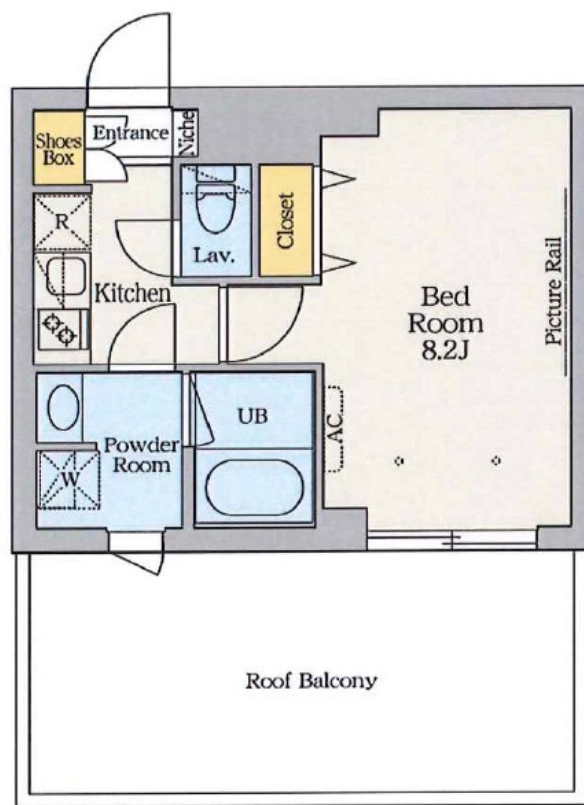 Shoes
Box
Entrance
Niche
R
Lav.
Closet
Kitchen
Bed
Room
8.2J
Picture Rail
UB
AC
Powder
Room
W
Roof Balcony